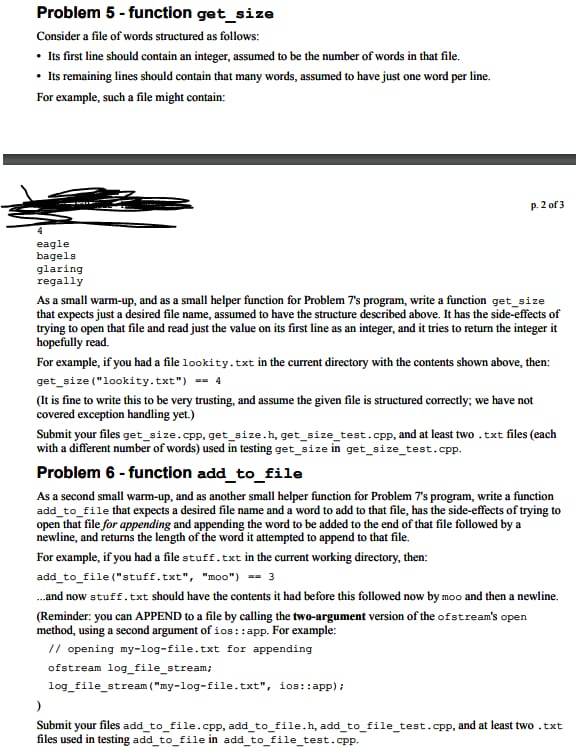 Problem 5 - function get_size
Consider a file of words structured as follows:
• Its first line should contain an integer, assumed to be the number of words in that file.
• Its remaining lines should contain that many words, assumed to have just one word per line.
For example, such a file might contain:
p. 2 of 3
4
eagle
bagels
glaring
regally
As a small warm-up, and as a small helper function for Problem 7's program, write a function get_size
that expects just a desired file name, assumed to have the structure described above. It has the side-effects of
trying to open that file and read just the value on its first line as an integer, and it tries to return the integer it
hopefully read.
For example, if you had a file lookity.txt in the current directory with the contents shown above, then:
get_size("lookity.txt") == 4
(It is fine to write this to be very trusting, and assume the given file is structured correctly; we have not
covered exception handling yet.)
Submit your files get_size.cpp, get_size.h, get_size_test.cpp, and at least two .txt files (each
with a different number of words) used in testing get_size in get_size_test.cpp.
Problem 6 - function add_to_file
As a second small warm-up, and as another small helper function for Problem 7's program, write a function
add_to_file that expects a desired file name and a word to add to that file, has the side-effects of trying to
open that file for appending and appending the word to be added to the end of that file followed by a
newline, and returns the length of the word it attempted to append to that file.
For example, if you had a file stuff.txt in the current working directory, then:
add_to_file("stuff.txt", "moo") == 3
...and now stuff.txt should have the contents it had before this followed now by moo and then a newline.
(Reminder: you can APPEND to a file by calling the two-argument version of the ofstream's open
method, using a second argument of ios::app. For example:
// opening my-log-file.txt for appending
ofstream log_file_stream;
log_file_stream("my-log-file.txt", ios::app);
)
Submit your files add_to_file.cpp, add_to_file.h, add_to_file_test.cpp, and at least two .txt
files used in testing add_to_file in add_to_file_test.cpp.